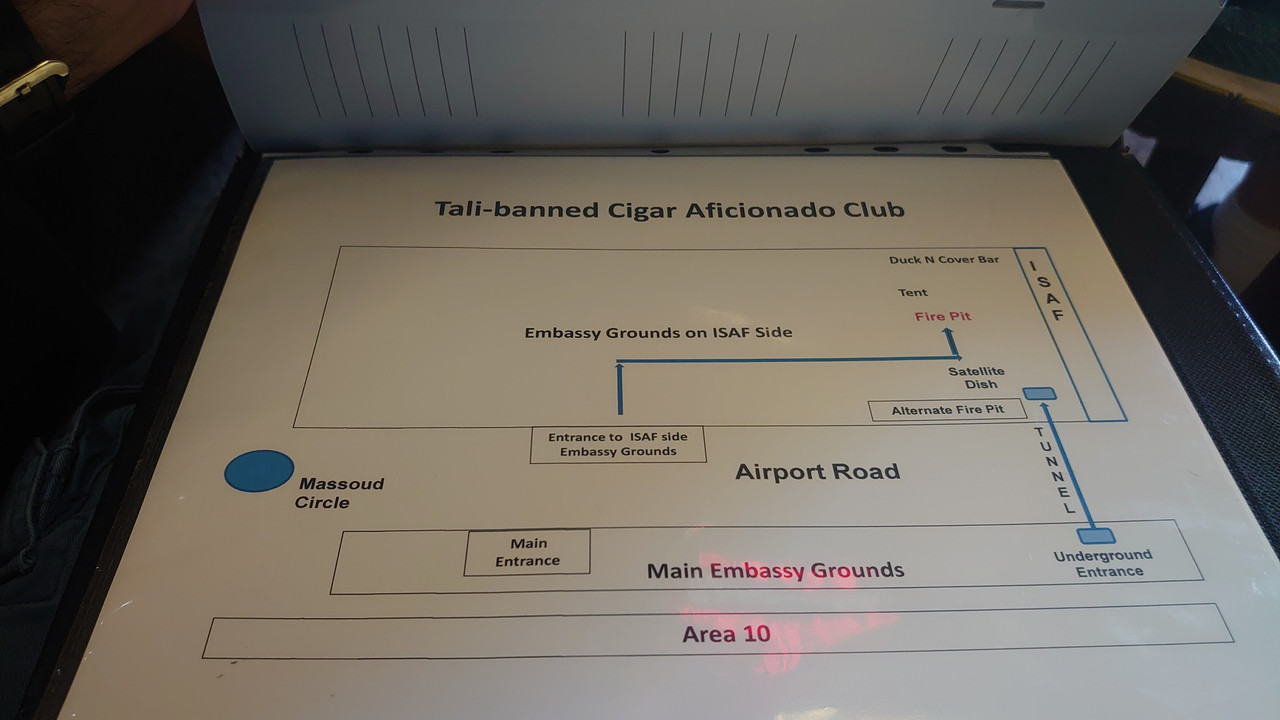 Tali-banned Cigar Aficionado Club
Duck N Cover Bar
Tent
Fire Pit
ISAF
Embassy Grounds on ISAF Side
Satellite
Dish
Alternate Fire Pit
Entrance to ISAF side
Embassy Grounds
TUNNEL
Airport Road
Massoud
Circle
Main
Entrance
Main Embassy Grounds
Underground
Entrance
Area 10